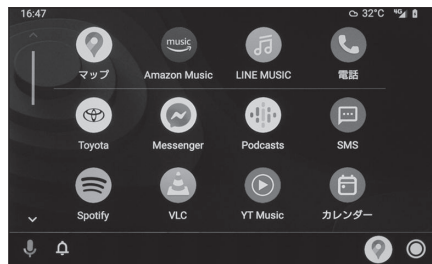 16:47 32°C 4G
マップ music Amazon Music LINE MUSIC 電話
Toyota Messenger Podcasts SMS
Spotify VLC YT Music カレンダー